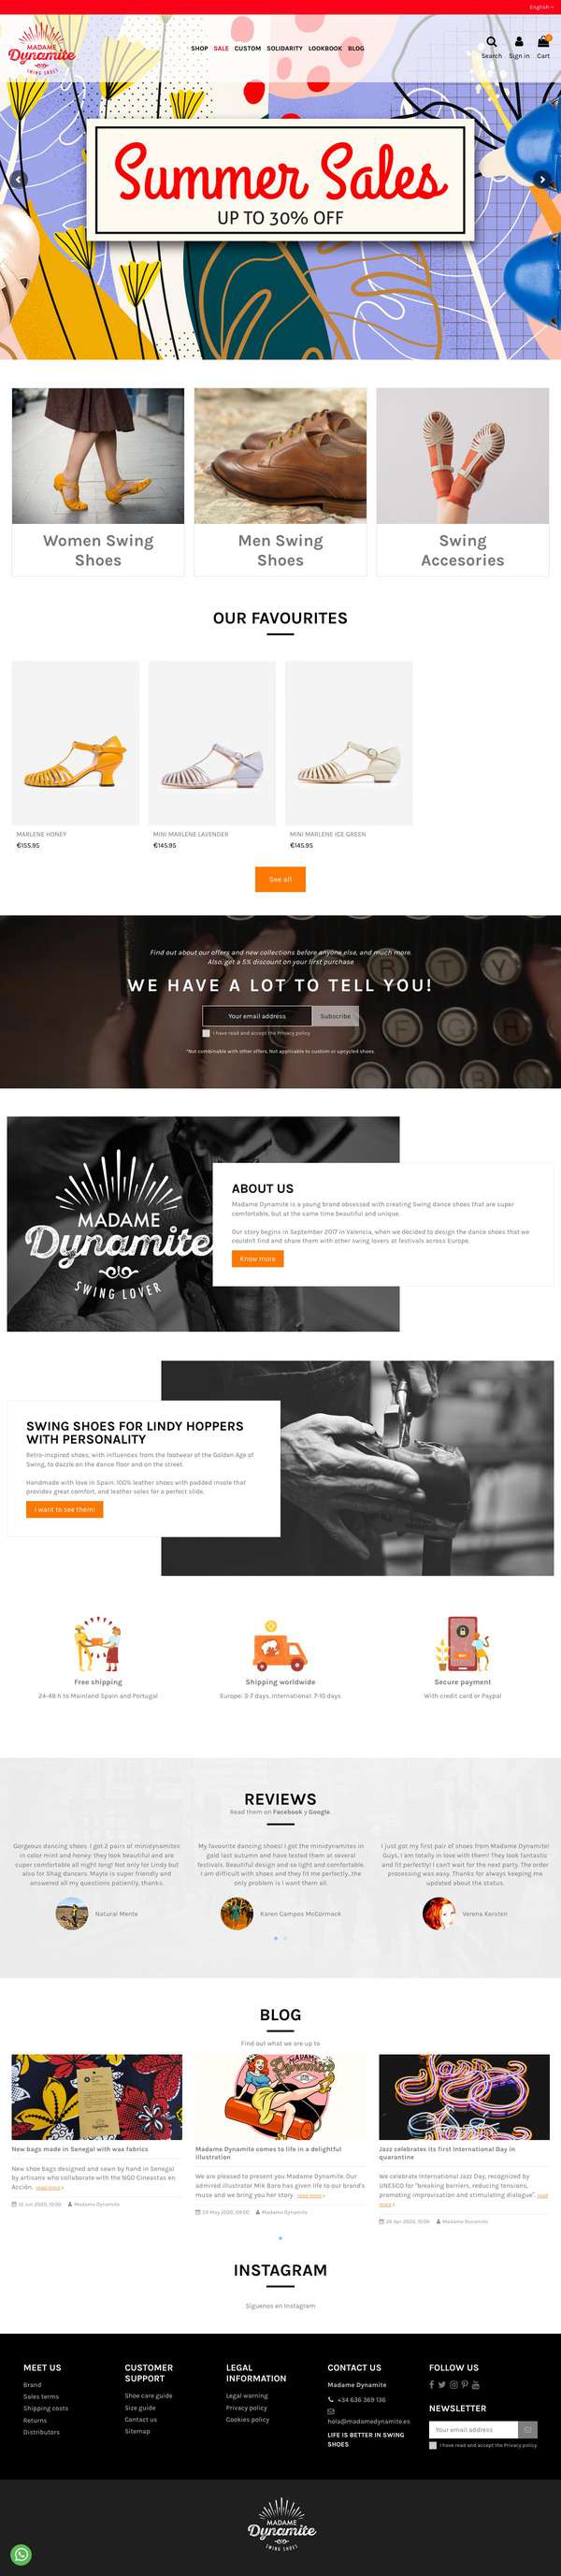 English
MADAME
Dynamite
SWING SHOES
SHOP SALE CUSTOM SOLIDARITY LOOKBOOK BLOG
Search Sign in Cart
Summer Sales
UP TO 30% OFF
Women Swing
Shoes
Men Swing
Shoes
Swing
Accesories
OUR FAVOURITES
MARLENE HONEY
€155.95
MINI MARLENE LAVENDER
€145.95
MINI MARLENE ICE GREEN
€145.95
See all
Find out about our offers and new collections before anyone else, and much more.
Also, get a 5% discount on your first purchase
WE HAVE A LOT TO TELL YOU!
Your email address Subscribe
I have read and accept the Privacy policy
*Not combinable with other offers. Not applicable to custom or upcycled shoes.
MADAME
Dynamite
SWING LOVER
ABOUT US
Madame Dynamite is a young brand obsessed with creating Swing dance shoes that are super
comfortable, but at the same time beautiful and unique.
Our story begins in September 2017 in Valencia, when we decided to design the dance shoes that we
couldn't find and share them with other swing lovers at festivals across Europe.
Know more
SWING SHOES FOR LINDY HOPPERS
WITH PERSONALITY
Retro-inspired shoes, with influences from the footwear of the Golden Age of
Swing, to dazzle on the dance floor and on the street.
Handmade with love in Spain. 100% leather shoes with padded insole that
provides great comfort, and leather soles for a perfect slide.
I want to see them!
Free shipping
24-48 h to Mainland Spain and Portugal
Shipping worldwide
Europe: 3-7 days, International: 7-10 days
Secure payment
With credit card or Paypal
REVIEWS
Read them on Facebook y Google.
Gorgeous dancing shoes. I got 2 pairs of minidynamites
in color mint and honey: they look beautiful and are
super comfortable all night long! Not only for Lindy but
also for Shag dancers. Mayte is super friendly and
answered all my questions patiently, thanks.
Natural Mente
My favourite dancing shoes! I got the minidynamites in
gold last autumn and have tested them at several
festivals. Beautiful design and so light and comfortable.
I am difficult with shoes and they fit me perfectly...the
only problem is I want them all.
Karen Campos McCormack
I just got my first pair of shoes from Madame Dynamite!
Guys, I am totally in love with them! They look fantastic
and fit perfectly! I can't wait for the next party. The order
processing was easy. Thanks for always keeping me
updated about the status.
Verena Kersten
BLOG
Find out what we are up to
New bags made in Senegal with wax fabrics
New shoe bags designed and sewn by hand in Senegal
by artisans who collaborate with the NGO Cineastas en
Acción. read more
Madame Dynamite
Madame Dynamite comes to life in a delightful
illustration
We are pleased to present you Madame Dynamite. Our
admired illustrator Mik Baro has given life to our brand's
muse and we bring you her story. read more
Madame Dynamite
Jazz celebrates its first International Day in
quarantine
We celebrate International Jazz Day, recognized by
UNESCO for "breaking barriers, reducing tensions,
promoting improvisation and stimulating dialogue". read
more
Madame Dynamite
INSTAGRAM
Síguenos en Instagram
MEET US
Brand
Sales terms
Shipping costs
Returns
Distributors
CUSTOMER
SUPPORT
Shoe care guide
Size guide
Contact us
Sitemap
LEGAL
INFORMATION
Legal warning
Privacy policy
Cookies policy
CONTACT US
Madame Dynamite
+34 636 369 136
hola@madamedynamite.es
LIFE IS BETTER IN SWING
SHOES
FOLLOW US
NEWSLETTER
Your email address
I have read and accept the Privacy policy
MADAME
Dynamite
SWING SHOES